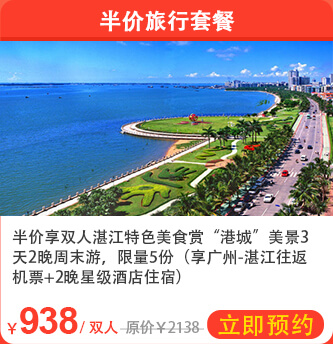 半价旅行套餐
半价享双人湛江特色美食赏“港城”美景3
天2晚周末游，限量5份（享广州-湛江往返
机票+2晚星级酒店住宿）
￥938/ 双人 原价￥2138 立即预约